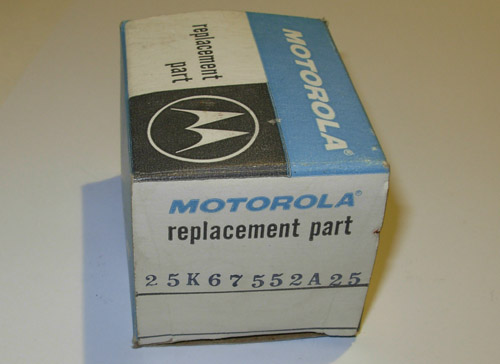 replacement
part
MOTOROLA®
MOTOROLA®
replacement part
25K67552A25